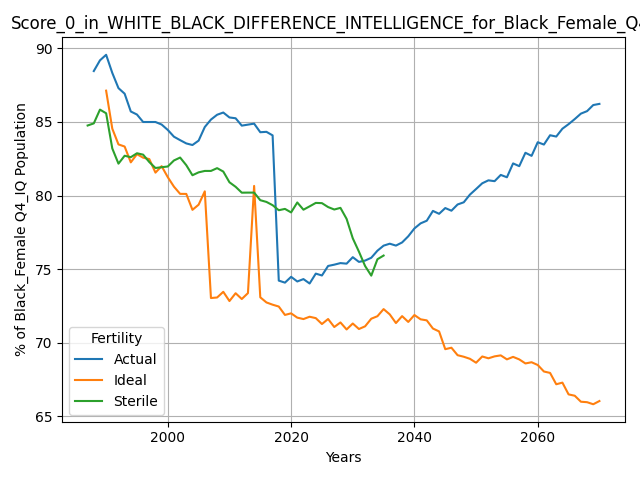 Score_0_in_WHITE_BLACK_DIFFERENCE_INTELLIGENCE_for_Black_Female_Q4
% of Black_Female Q4_IQ Population
90
85
80
75
70
65
Fertility
Actual
Ideal
Sterile
2000
2020
2040
2060
Years